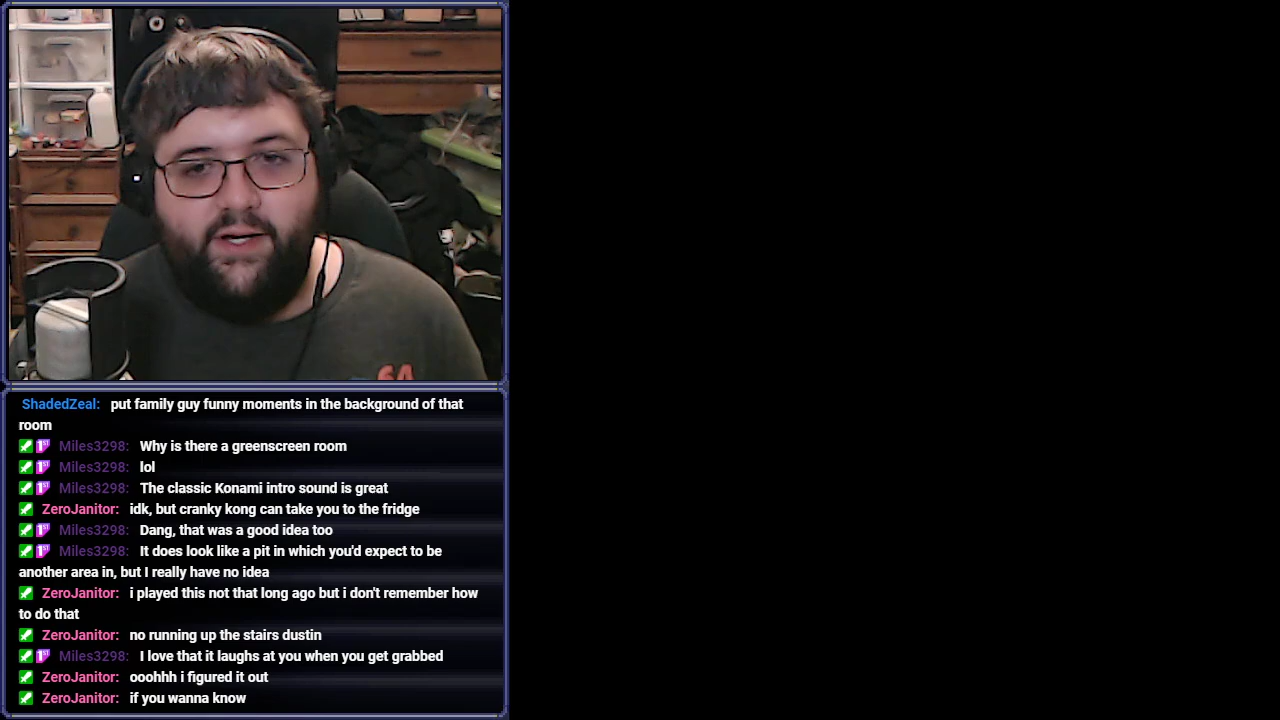 64
ShadedZeal: put family guy funny moments in the background of that
room
Miles3298: Why is there a greenscreen room
Miles3298: lol
Miles3298: The classic Konami intro sound is great
ZeroJanitor: idk, but cranky kong can take you to the fridge
Miles3298: Dang, that was a good idea too
Miles3298: It does look like a pit in which you'd expect to be
another area in, but I really have no idea
ZeroJanitor: i played this not that long ago but i don't remember how
to do that
ZeroJanitor: no running up the stairs dustin
Miles3298: I love that it laughs at you when you get grabbed
ZeroJanitor: ooohhh i figured it out
ZeroJanitor: if you wanna know